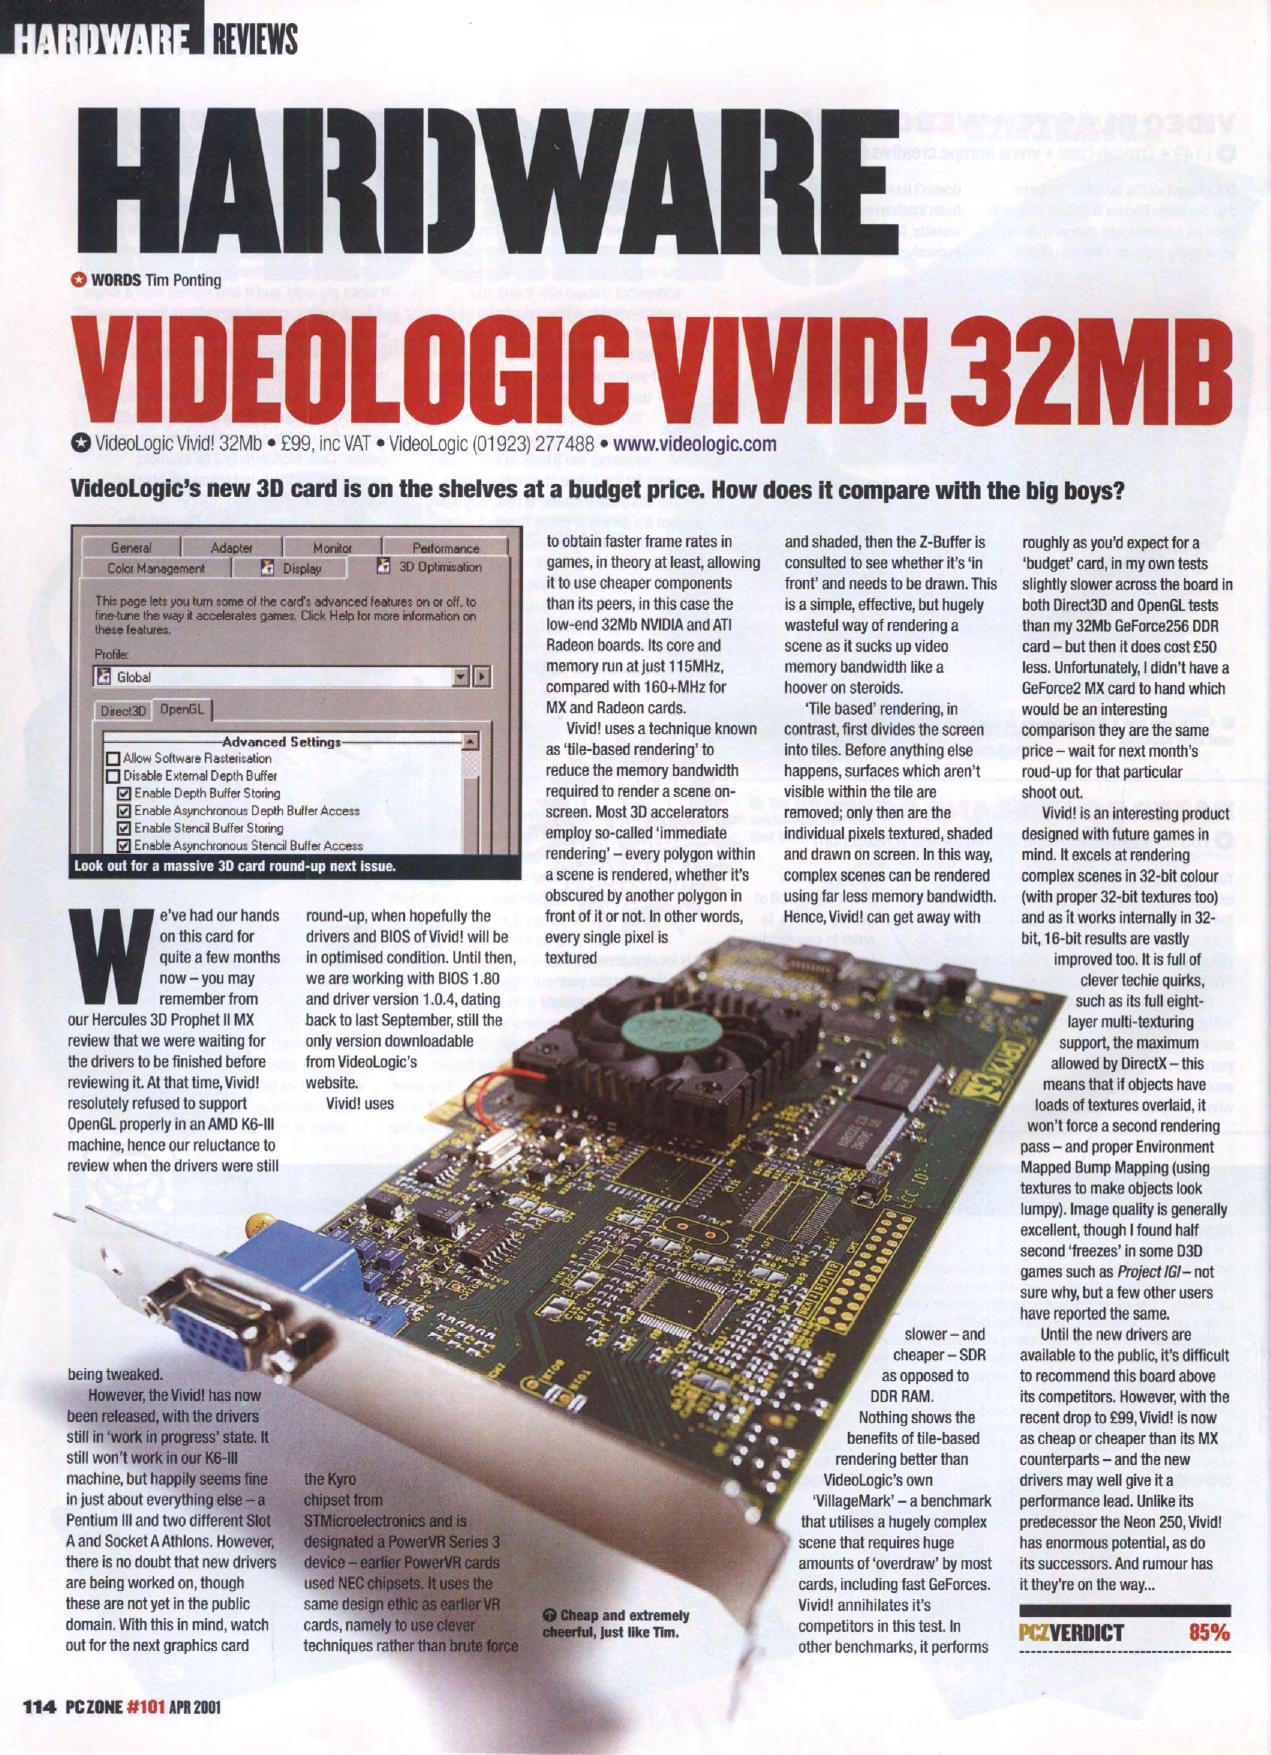 HARDWARE REVIEWS
HARDWARE
WORDS Tim Ponting
VIDEOLOGIC VIVID! 32MB
VideoLogic Vivid! 32Mb • £99, inc VAT • VideoLogic (01923) 277488 • www.videologic.com
VideoLogic's new 3D card is on the shelves at a budget price. How does it compare with the big boys?
General
Adapter
Monitor
Performance
Color Management
Display
3D Optimisation
This page lets you turn some of the card's advanced features on or off, to
fine-tune the way it accelerates games. Click Help for more information on
these features.
Profile:
Global
Direct3D
OpenGL
Advanced Settings
Allow Software Rasterisation
Disable External Depth Buffer
Enable Depth Buffer Storing
Enable Asynchronous Depth Buffer Access
Enable Stencil Buffer Storing
Enable Asynchronous Stencil Buffer Access
Look out for a massive 3D card round-up next issue.
We've had our hands
on this card for
quite a few months
now – you may
remember from
our Hercules 3D Prophet II MX
review that we were waiting for
the drivers to be finished before
reviewing it. At that time, Vivid!
resolutely refused to support
OpenGL properly in an AMD K6-III
machine, hence our reluctance to
review when the drivers were still
being tweaked.
However, the Vivid! has now
been released, with the drivers
still in 'work in progress' state. It
still won't work in our K6-III
machine, but happily seems fine
in just about everything else – a
Pentium III and two different Slot
A and Socket A Athlons. However,
there is no doubt that new drivers
are being worked on, though
these are not yet in the public
domain. With this in mind, watch
out for the next graphics card
round-up, when hopefully the
drivers and BIOS of Vivid! will be
in optimised condition. Until then,
we are working with BIOS 1.80
and driver version 1.0.4, dating
back to last September, still the
only version downloadable
from VideoLogic's
website.
Vivid! uses
the Kyro
chipset from
STMicroelectronics and is
designated a PowerVR Series 3
device – earlier PowerVR cards
used NEC chipsets. It uses the
same design ethic as earlier VR
cards, namely to use clever
techniques rather than brute force
to obtain faster frame rates in
games, in theory at least, allowing
it to use cheaper components
than its peers, in this case the
low-end 32Mb NVIDIA and ATI
Radeon boards. Its core and
memory run at just 115MHz,
compared with 160+MHz for
MX and Radeon cards.
Vivid! uses a technique known
as 'tile-based rendering' to
reduce the memory bandwidth
required to render a scene on-
screen. Most 3D accelerators
employ so-called 'immediate
rendering' – every polygon within
a scene is rendered, whether it's
obscured by another polygon in
front of it or not. In other words,
every single pixel is
textured
and shaded, then the Z-Buffer is
consulted to see whether it's 'in
front' and needs to be drawn. This
is a simple, effective, but hugely
wasteful way of rendering a
scene as it sucks up video
memory bandwidth like a
hoover on steroids.
'Tile based' rendering, in
contrast, first divides the screen
into tiles. Before anything else
happens, surfaces which aren't
visible within the tile are
removed; only then are the
individual pixels textured, shaded
and drawn on screen. In this way,
complex scenes can be rendered
using far less memory bandwidth.
Hence, Vivid! can get away with
slower – and
cheaper – SDR
as opposed to
DDR RAM.
Nothing shows the
benefits of tile-based
rendering better than
VideoLogic's own
'VillageMark' – a benchmark
that utilises a hugely complex
scene that requires huge
amounts of 'overdraw' by most
cards, including fast GeForces.
Vivid! annihilates it's
competitors in this test. In
other benchmarks, it performs
roughly as you'd expect for a
'budget' card, in my own tests
slightly slower across the board in
both Direct3D and OpenGL tests
than my 32Mb GeForce256 DDR
card – but then it does cost £50
less. Unfortunately, I didn't have a
GeForce2 MX card to hand which
would be an interesting
comparison they are the same
price – wait for next month's
roud-up for that particular
shoot out.
Vivid! is an interesting product
designed with future games in
mind. It excels at rendering
complex scenes in 32-bit colour
(with proper 32-bit textures too)
and as it works internally in 32-
bit, 16-bit results are vastly
improved too. It is full of
clever techie quirks,
such as its full eight-
layer multi-texturing
support, the maximum
allowed by DirectX – this
means that if objects have
loads of textures overlaid, it
won't force a second rendering
pass – and proper Environment
Mapped Bump Mapping (using
textures to make objects look
lumpy). Image quality is generally
excellent, though I found half
second 'freezes' in some D3D
games such as Project IGI – not
sure why, but a few other users
have reported the same.
Until the new drivers are
available to the public, it's difficult
to recommend this board above
its competitors. However, with the
recent drop to £99, Vivid! is now
as cheap or cheaper than its MX
counterparts – and the new
drivers may well give it a
performance lead. Unlike its
predecessor the Neon 250, Vivid!
has enormous potential, as do
its successors. And rumour has
it they're on the way...
Cheap and extremely
cheerful, just like Tim.
PCZVERDICT 85%
114 PCZONE #101 APR 2001